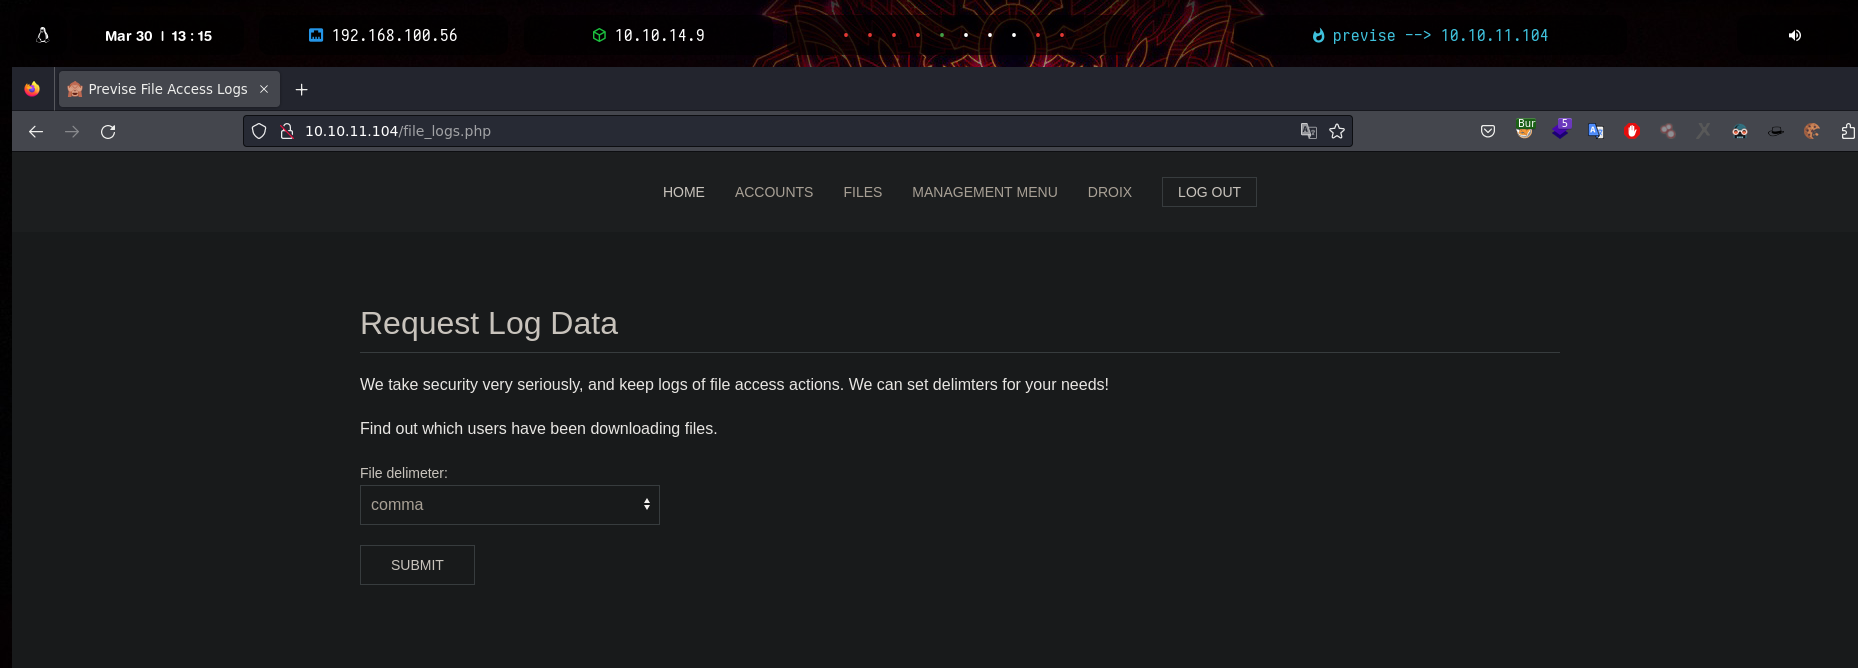 Mar 30 | 13:15 192.168.100.56 10.10.14.9 previse --> 10.10.11.104
Previse File Access Logs
10.10.11.104/file_logs.php Bur 5
HOME ACCOUNTS FILES MANAGEMENT MENU DROIX LOG OUT
Request Log Data
We take security very seriously, and keep logs of file access actions. We can set delimters for your needs!
Find out which users have been downloading files.
File delimeter:
comma
SUBMIT